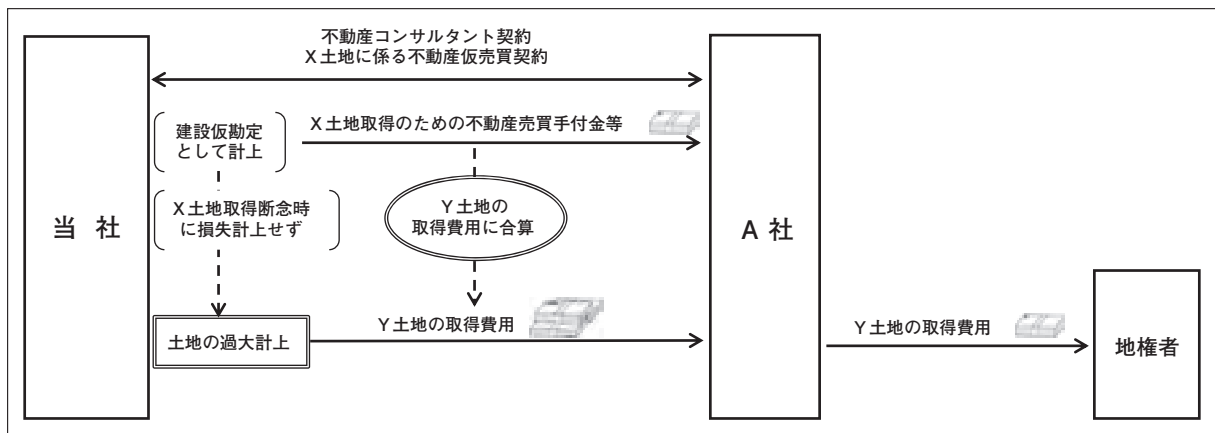 不動産コンサルタント契約
X土地に係る不動産仮売買契約
当 社
建設仮勘定
として計上
X土地取得のための不動産売買手付金等
X土地取得断念時
に損失計上せず
Y土地の
取得費用に合算
A 社
土地の過大計上
Y土地の取得費用
Y土地の取得費用
地権者